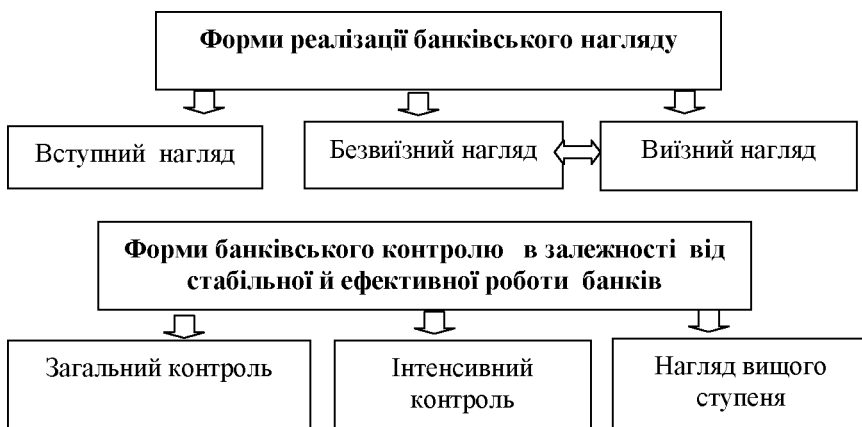 Форми реалізації банківського нагляду
Вступний нагляд
Безвиїзний нагляд
Виїзний нагляд
Форми банківського контролю в залежності від
стабільної й ефективної роботи банків
Загальний контроль
Інтенсивний
контроль
Нагляд вищого
ступеня